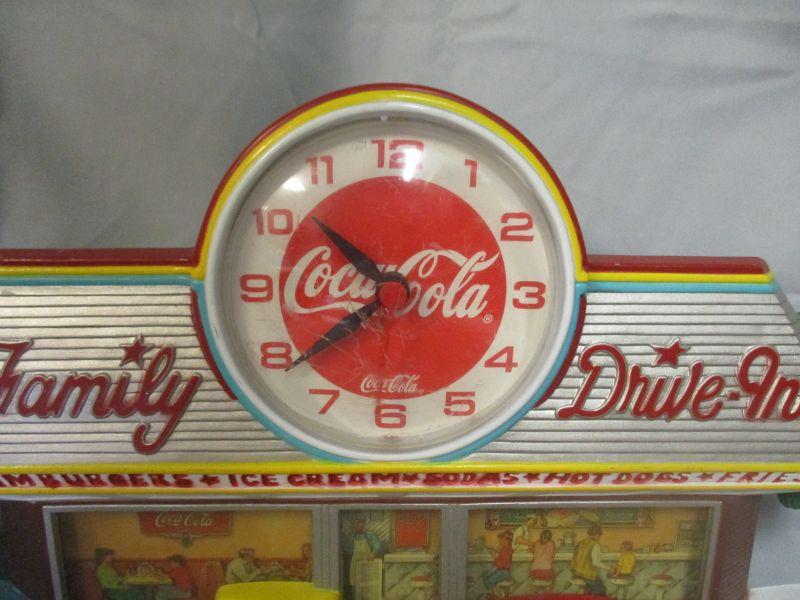 12
11 1
10 2
9 3
8 4
7 5
6
Coca-Cola ®
Coca-Cola
Family Drive-In
ICE CREAM ★ SODAS ★ HOT DOGS ★
Coca-Cola